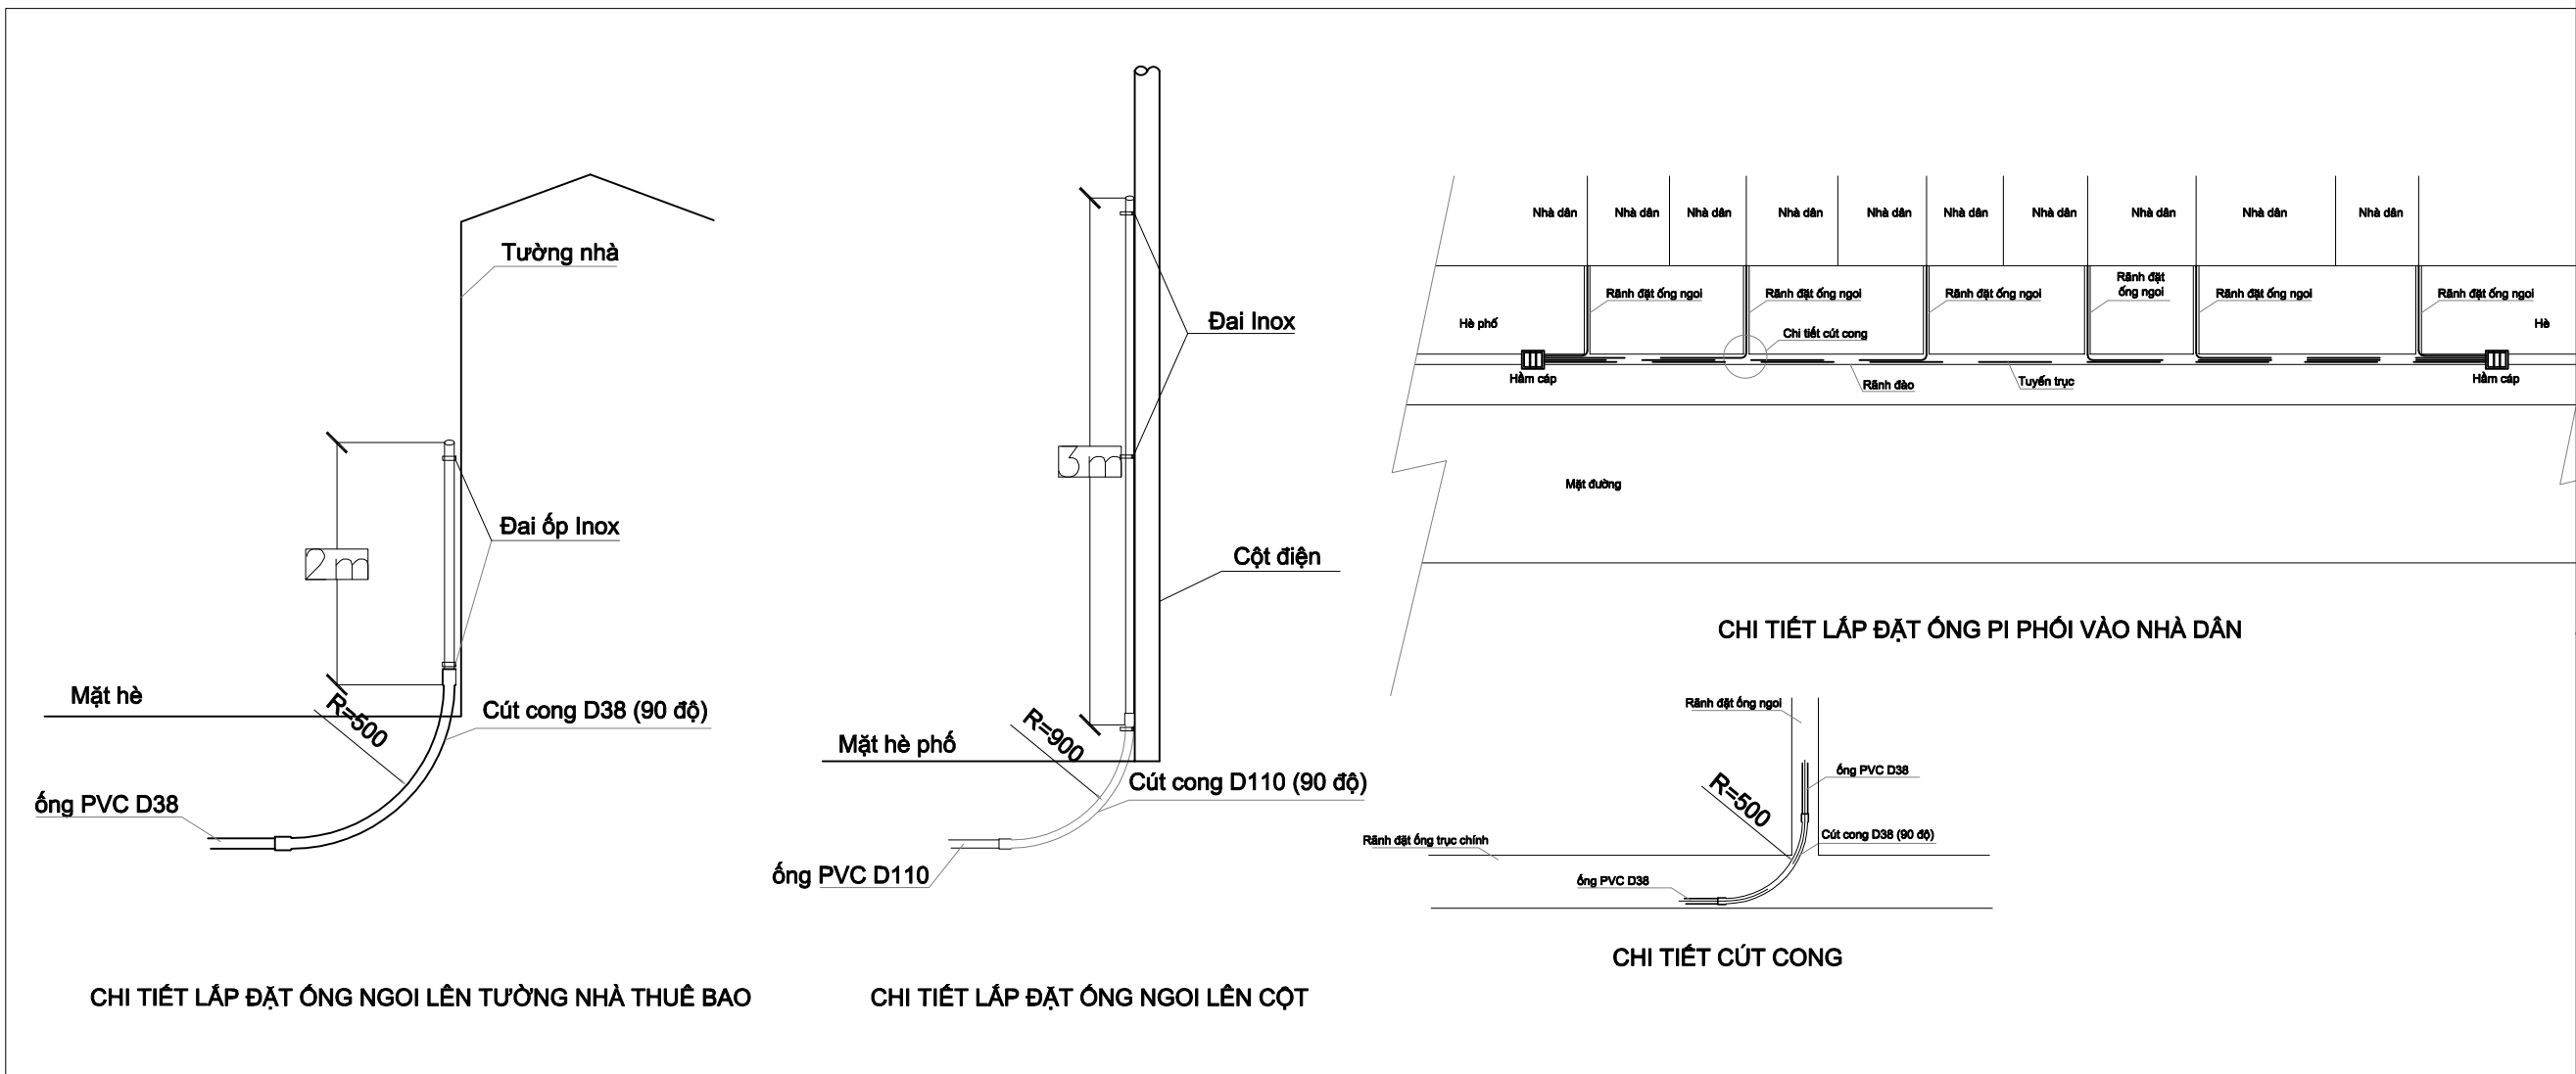 Tường nhà
Đai ốp Inox
2m
Mặt hè
R=500
Cút cong D38 (90 độ)
ống PVC D38
CHI TIẾT LẮP ĐẶT ỐNG NGOI LÊN TƯỜNG NHÀ THUÊ BAO
Đai Inox
3m
Cột điện
R=900
Mặt hè phố
Cút cong D110 (90 độ)
ống PVC D110
CHI TIẾT LẮP ĐẶT ỐNG NGOI LÊN CỘT
Nhà dân
Nhà dân
Nhà dân
Nhà dân
Nhà dân
Nhà dân
Nhà dân
Nhà dân
Nhà dân
Nhà dân
Rãnh đặt ống ngoi
Rãnh đặt ống ngoi
Rãnh đặt ống ngoi
Rãnh đặt
ống ngoi
Rãnh đặt ống ngoi
Rãnh đặt ống ngoi
Hè phố
Chi tiết cút cong
Hè
Hầm cáp
Rãnh đào
Tuyến trục
Hầm cáp
Mặt đường
CHI TIẾT LẮP ĐẶT ỐNG PI PHỐI VÀO NHÀ DÂN
Rãnh đặt ống ngoi
ống PVC D38
R=500
Rãnh đặt ống trục chính
Cút cong D38 (90 độ)
ống PVC D38
CHI TIẾT CÚT CONG